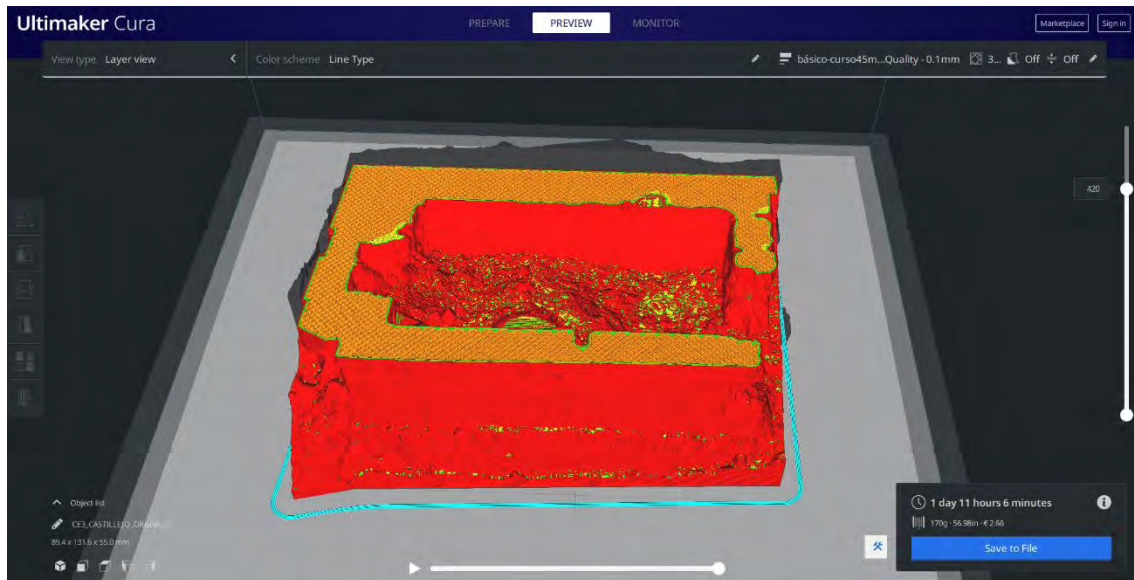 Ultimaker Cura
PREPARE PREVIEW MONITOR
Marketplace Sign in
View type Layer view
Color scheme Line Type
básico-curso45m...Quality - 0.1mm 3... Off Off
420
Object list
89.4 x 131.6 x 55.0 mm
1 day 11 hours 6 minutes
170g · 56.98m · € 2.66
Save to File